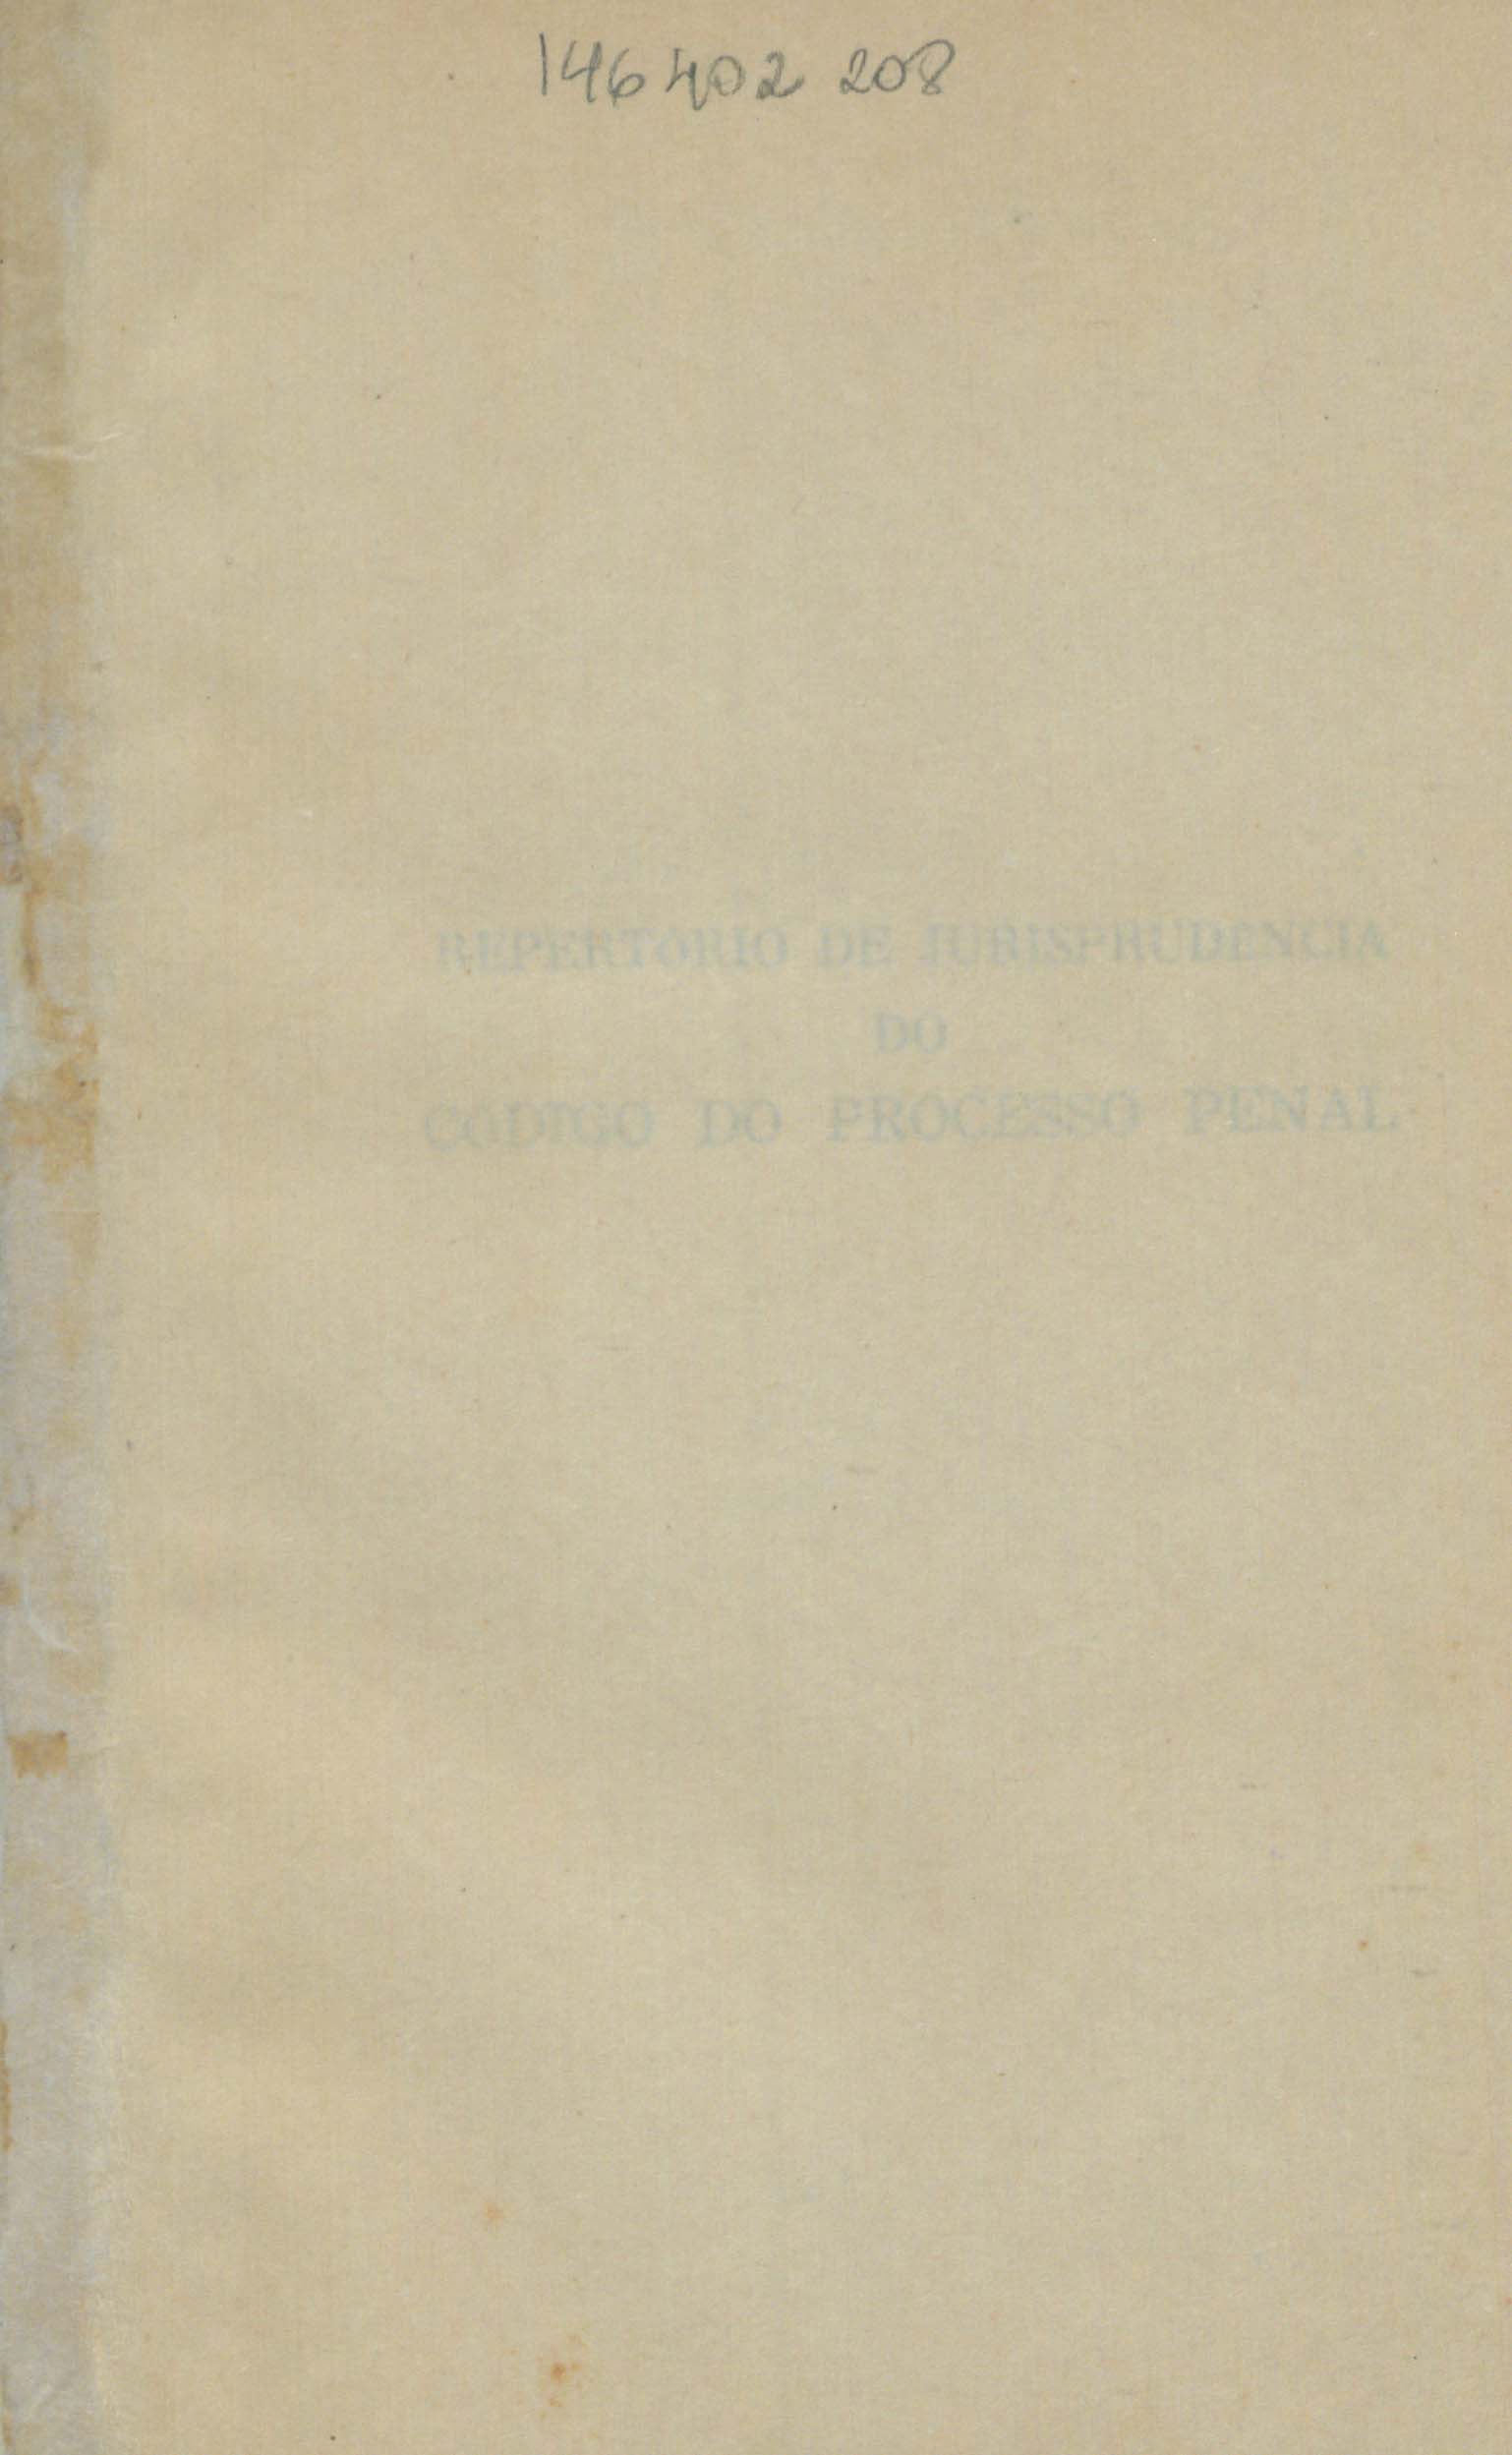 146402 208
REPERTORIO DE JURISPRUDENCIA
DO
CODIGO DO PROCESSO PENAL